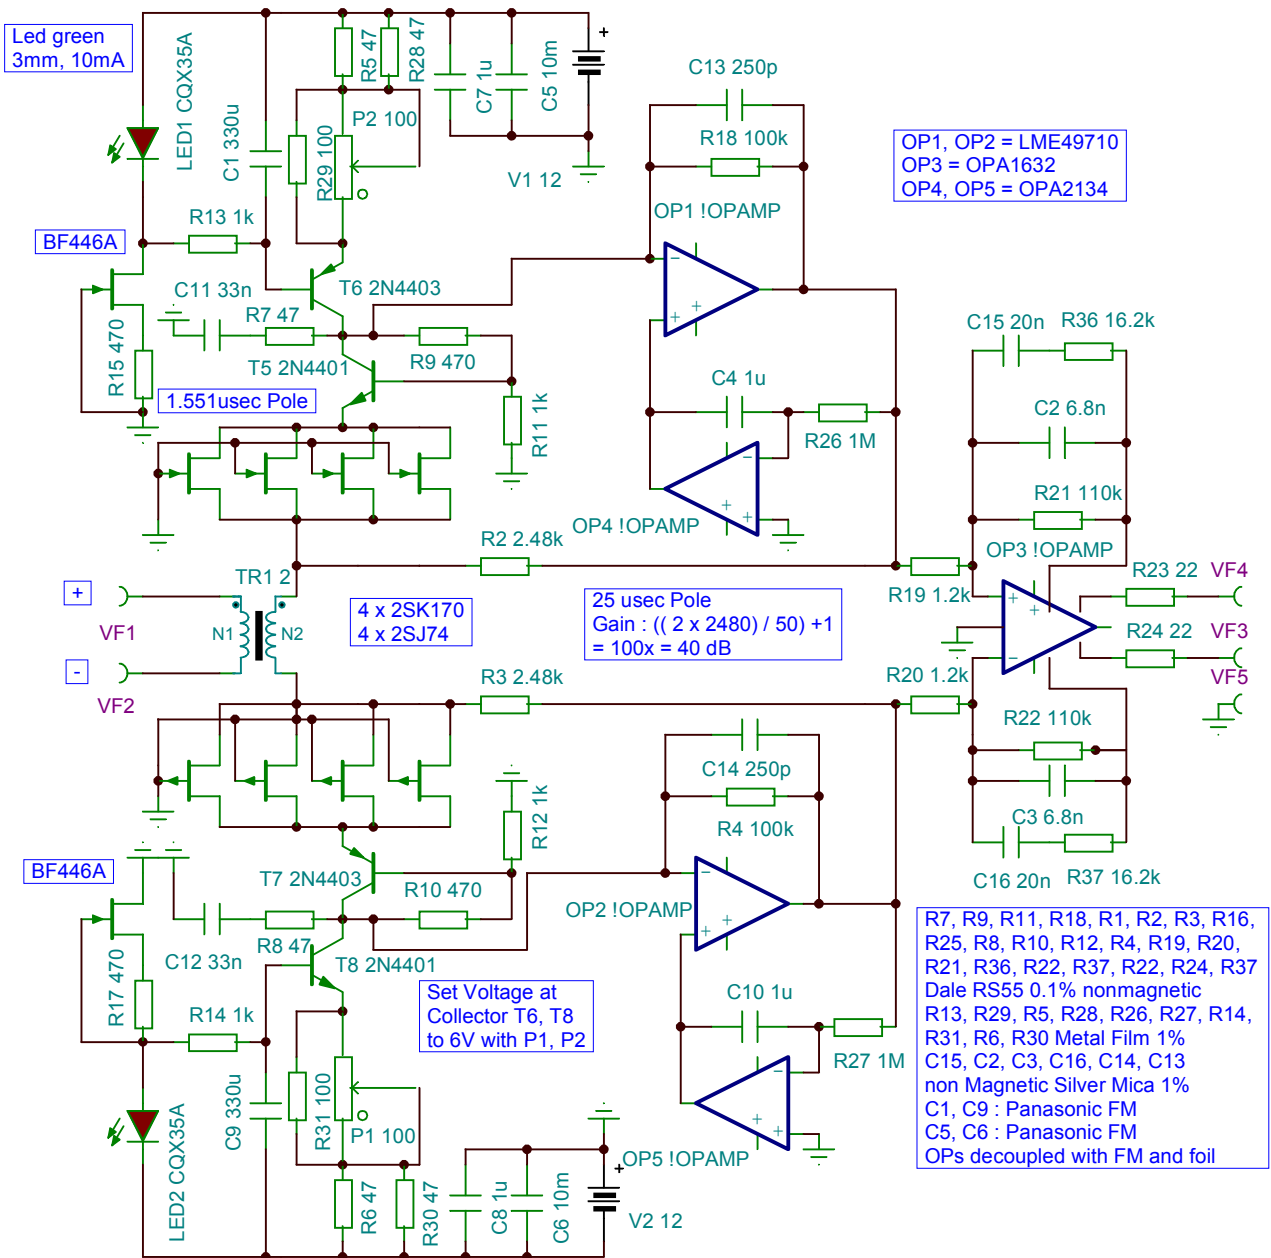 Led green
3mm, 10mA
LED1 CQX35A
C1 330u
R5 47
R28 47
C7 1u
C5 10m
+
P2 100
R29 100
V1 12
R13 1k
BF446A
T6 2N4403
C11 33n
R7 47
R15 470
T5 2N4401
R9 470
1.551usec Pole
R11 1k
C13 250p
R18 100k
OP1 !OPAMP
OP1, OP2 = LME49710
OP3 = OPA1632
OP4, OP5 = OPA2134
C4 1u
R26 1M
OP4 !OPAMP
C15 20n
R36 16.2k
C2 6.8n
R21 110k
OP3 !OPAMP
R2 2.48k
R19 1.2k
R23 22
VF4
TR1 2
+
VF1
N1
N2
4 x 2SK170
4 x 2SJ74
25 usec Pole
Gain : (( 2 x 2480) / 50) +1
= 100x = 40 dB
R24 22
VF3
-
VF2
R3 2.48k
R20 1.2k
VF5
R22 110k
C14 250p
R4 100k
C3 6.8n
C16 20n
R37 16.2k
R12 1k
BF446A
T7 2N4403
R10 470
OP2 !OPAMP
R8 47
C12 33n
T8 2N4401
R17 470
R14 1k
Set Voltage at
Collector T6, T8
to 6V with P1, P2
C10 1u
R27 1M
R7, R9, R11, R18, R1, R2, R3, R16,
R25, R8, R10, R12, R4, R19, R20,
R21, R36, R22, R37, R22, R24, R37
Dale RS55 0.1% nonmagnetic
R13, R29, R5, R28, R26, R27, R14,
R31, R6, R30 Metal Film 1%
C15, C2, C3, C16, C14, C13
non Magnetic Silver Mica 1%
C1, C9 : Panasonic FM
C5, C6 : Panasonic FM
OPs decoupled with FM and foil
LED2 CQX35A
C9 330u
R31 100
P1 100
R6 47
R30 47
C8 1u
C6 10m
+
OP5 !OPAMP
V2 12